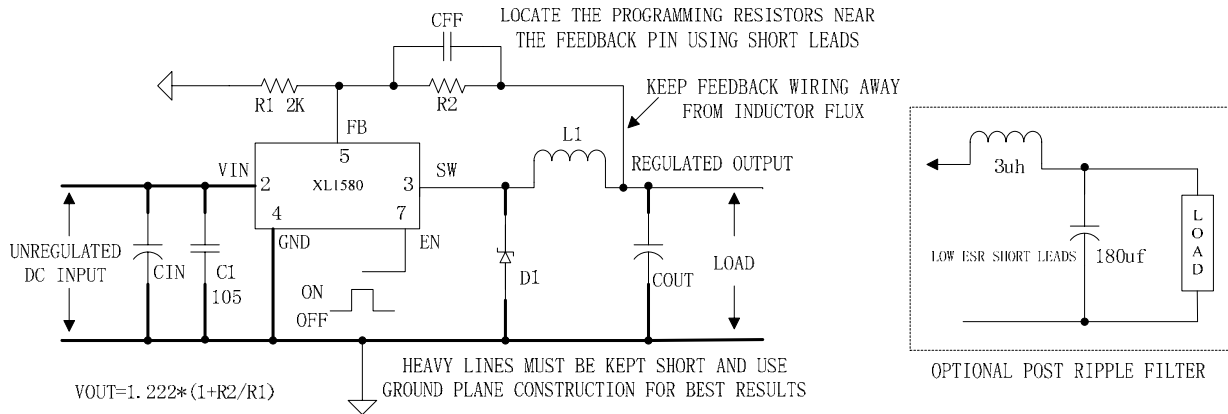 CFF
LOCATE THE PROGRAMMING RESISTORS NEAR
THE FEEDBACK PIN USING SHORT LEADS
R1 2K
R2
KEEP FEEDBACK WIRING AWAY
FROM INDUCTOR FLUX
FB
5
L1
VIN
SW
REGULATED OUTPUT
2
XL1580
3
4
7
GND
EN
UNREGULATED
DC INPUT
CIN
C1
105
ON
OFF
D1
COUT
LOAD
HEAVY LINES MUST BE KEPT SHORT AND USE
GROUND PLANE CONSTRUCTION FOR BEST RESULTS
VOUT=1.222*(1+R2/R1)
3uh
LOW ESR SHORT LEADS
180uf
LOAD
OPTIONAL POST RIPPLE FILTER